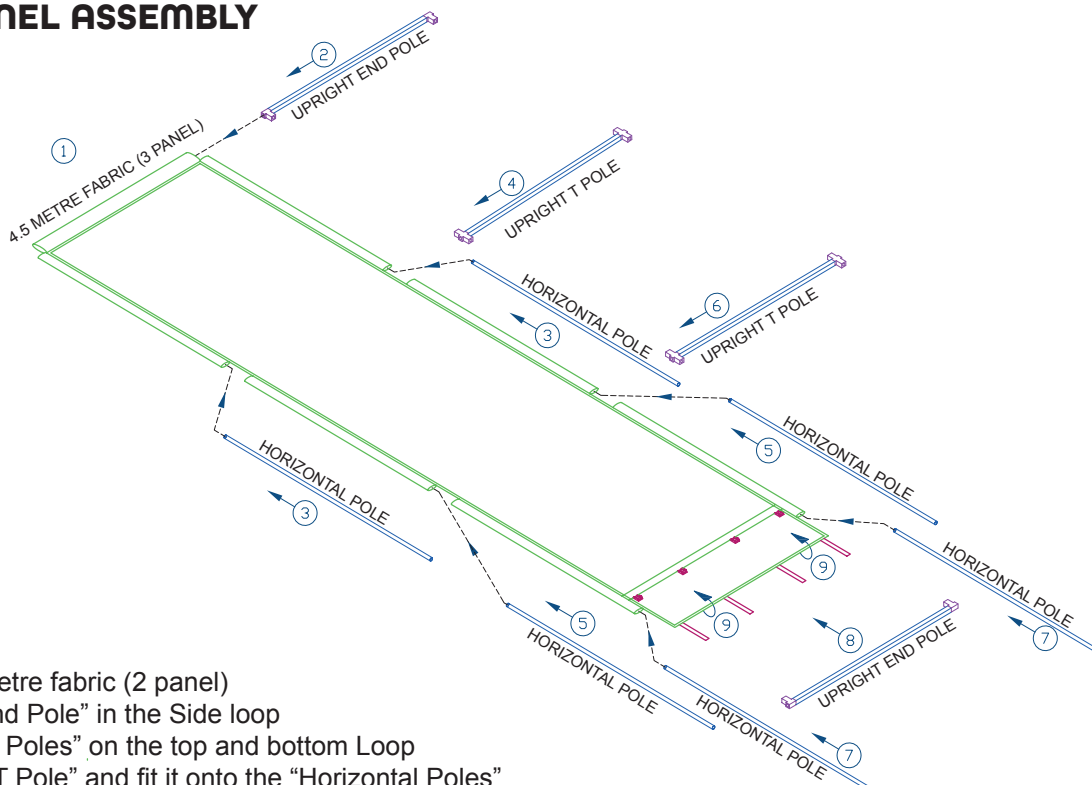 NEL ASSEMBLY
2
UPRIGHT END POLE
1
4.5 METRE FABRIC (3 PANEL)
4
UPRIGHT T POLE
6
UPRIGHT T POLE
HORIZONTAL POLE
3
HORIZONTAL POLE
5
HORIZONTAL POLE
3
HORIZONTAL POLE
7
9
9
8
UPRIGHT END POLE
5
HORIZONTAL POLE
HORIZONTAL POLE
7
etre fabric (2 panel)
nd Pole” in the Side loop
Poles” on the top and bottom Loop
T Pole” and fit it onto the “Horizontal Poles”